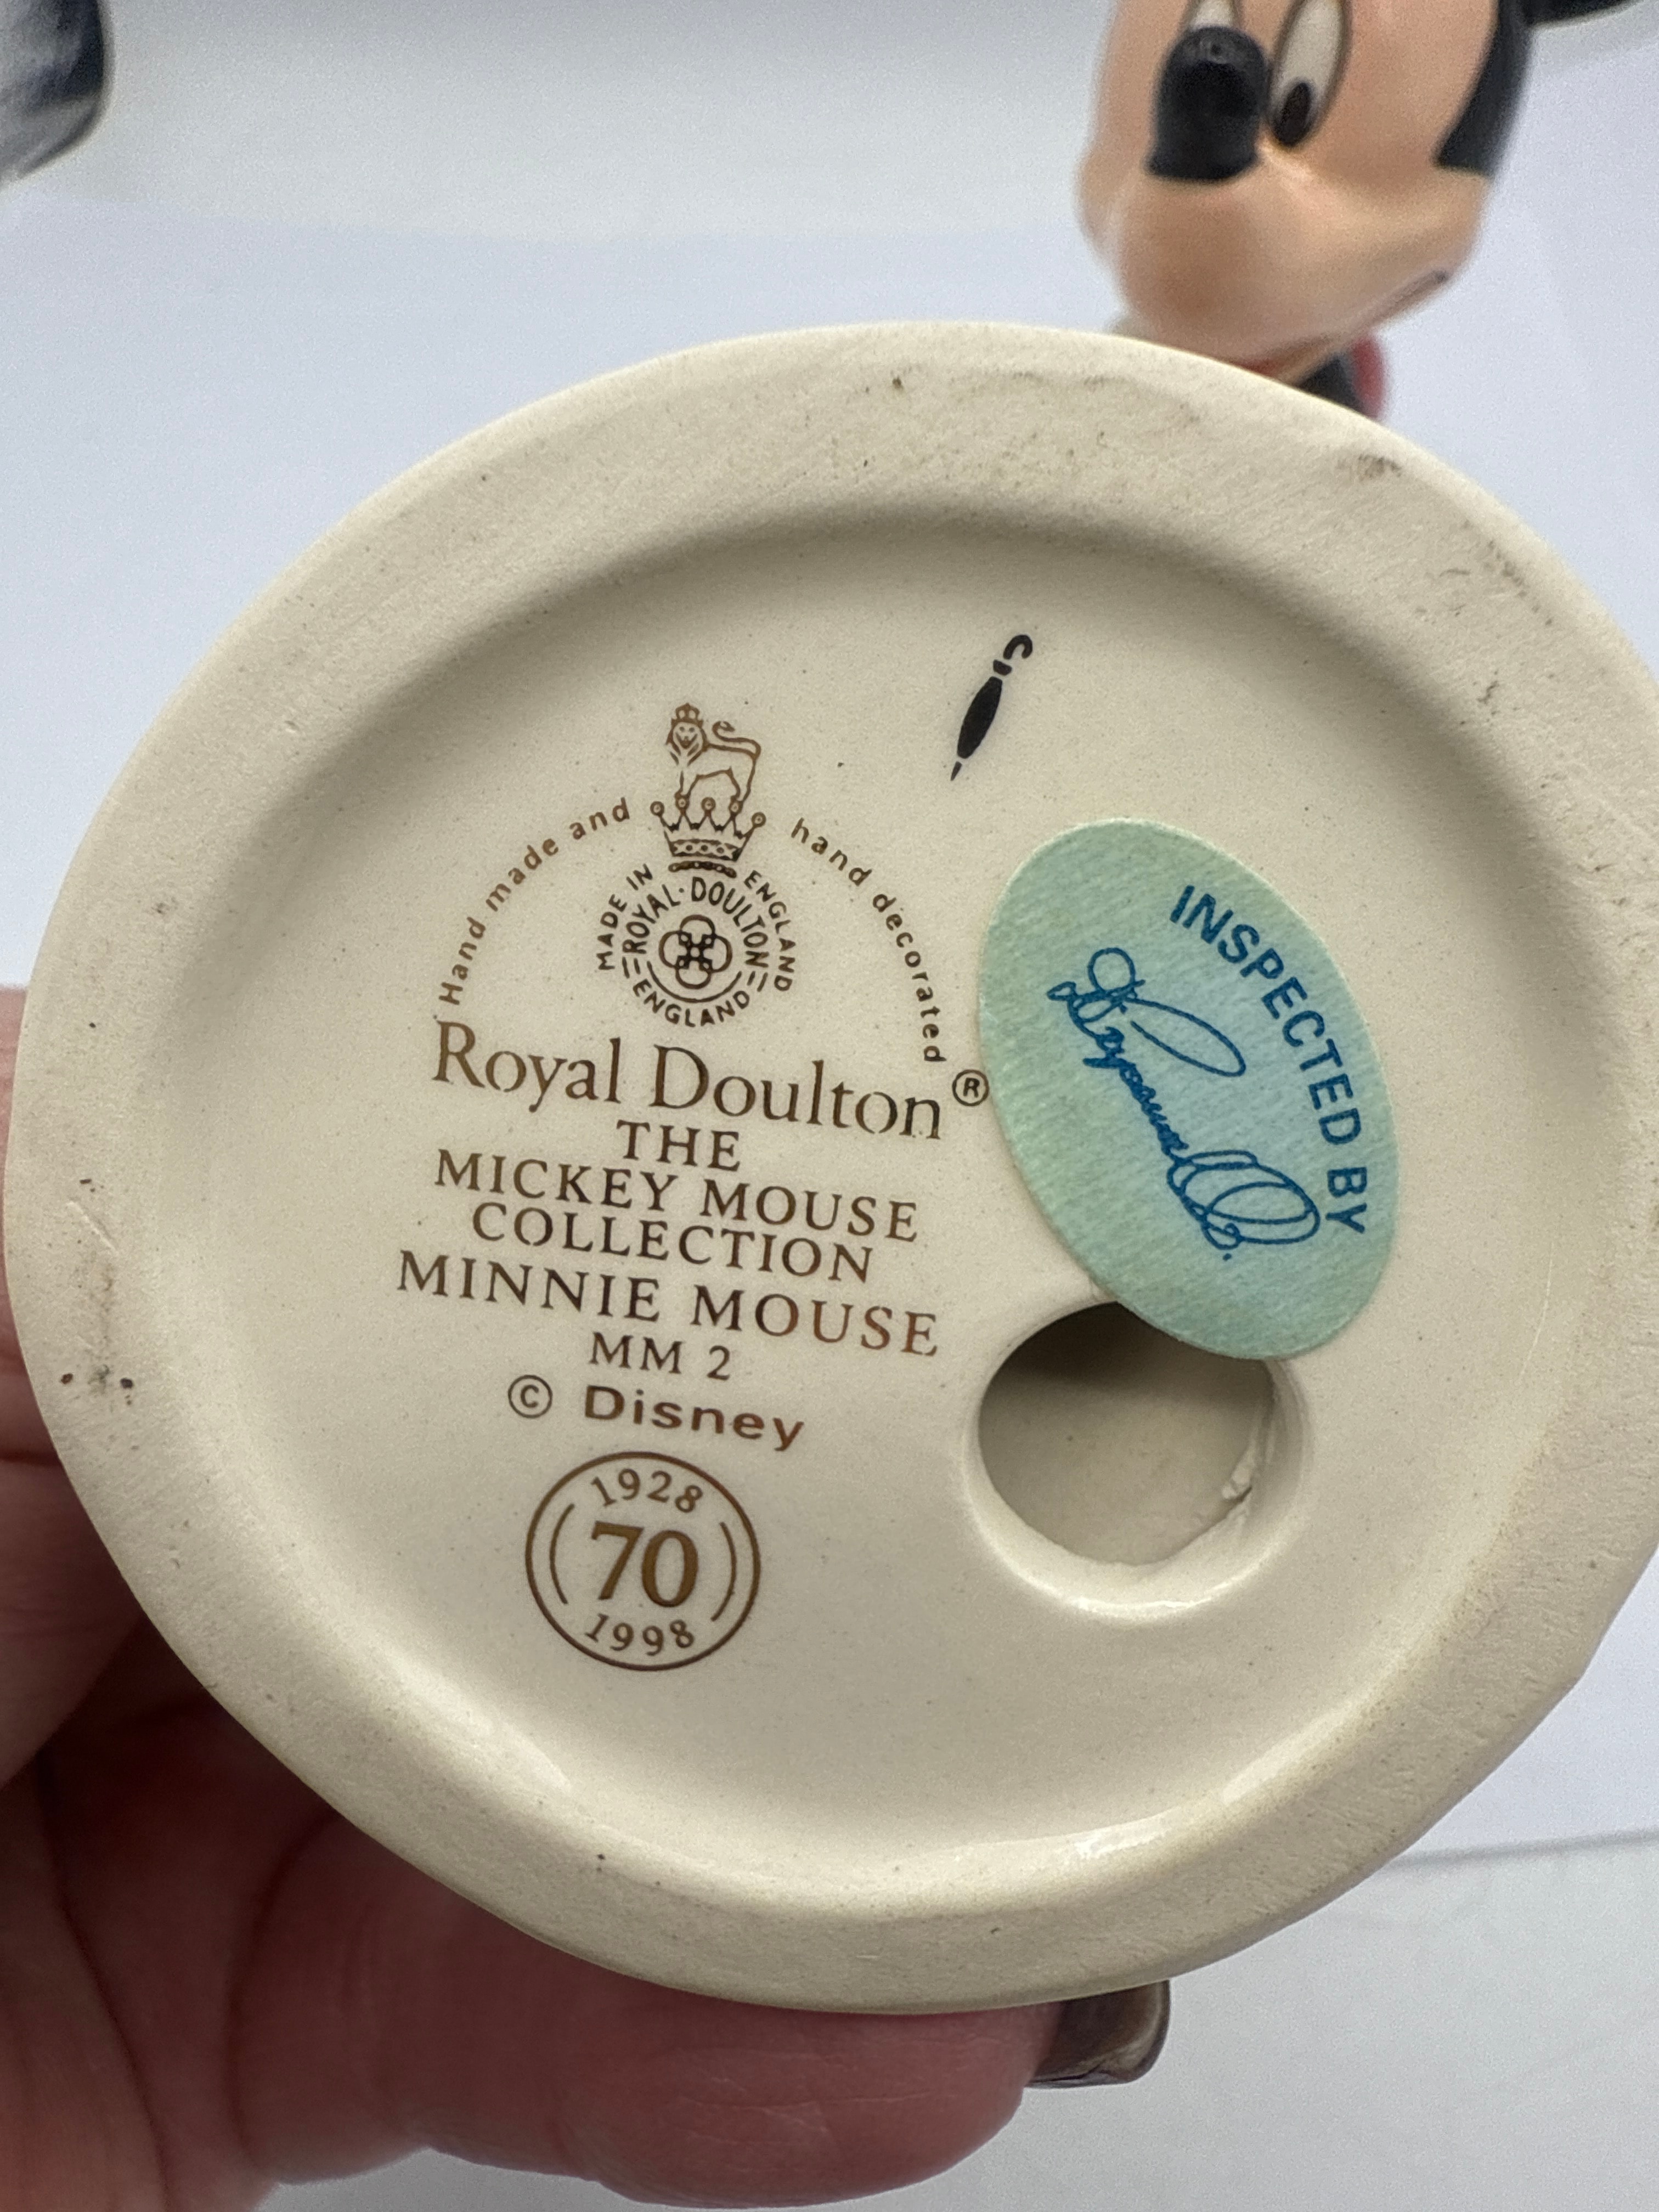 Hand made and hand decorated
MADE IN ENGLAND
ROYAL·DOULTON
ENGLAND
Royal Doulton®
THE
MICKEY MOUSE
COLLECTION
MINNIE MOUSE
MM 2
© Disney
1928
70
1998
INSPECTED BY